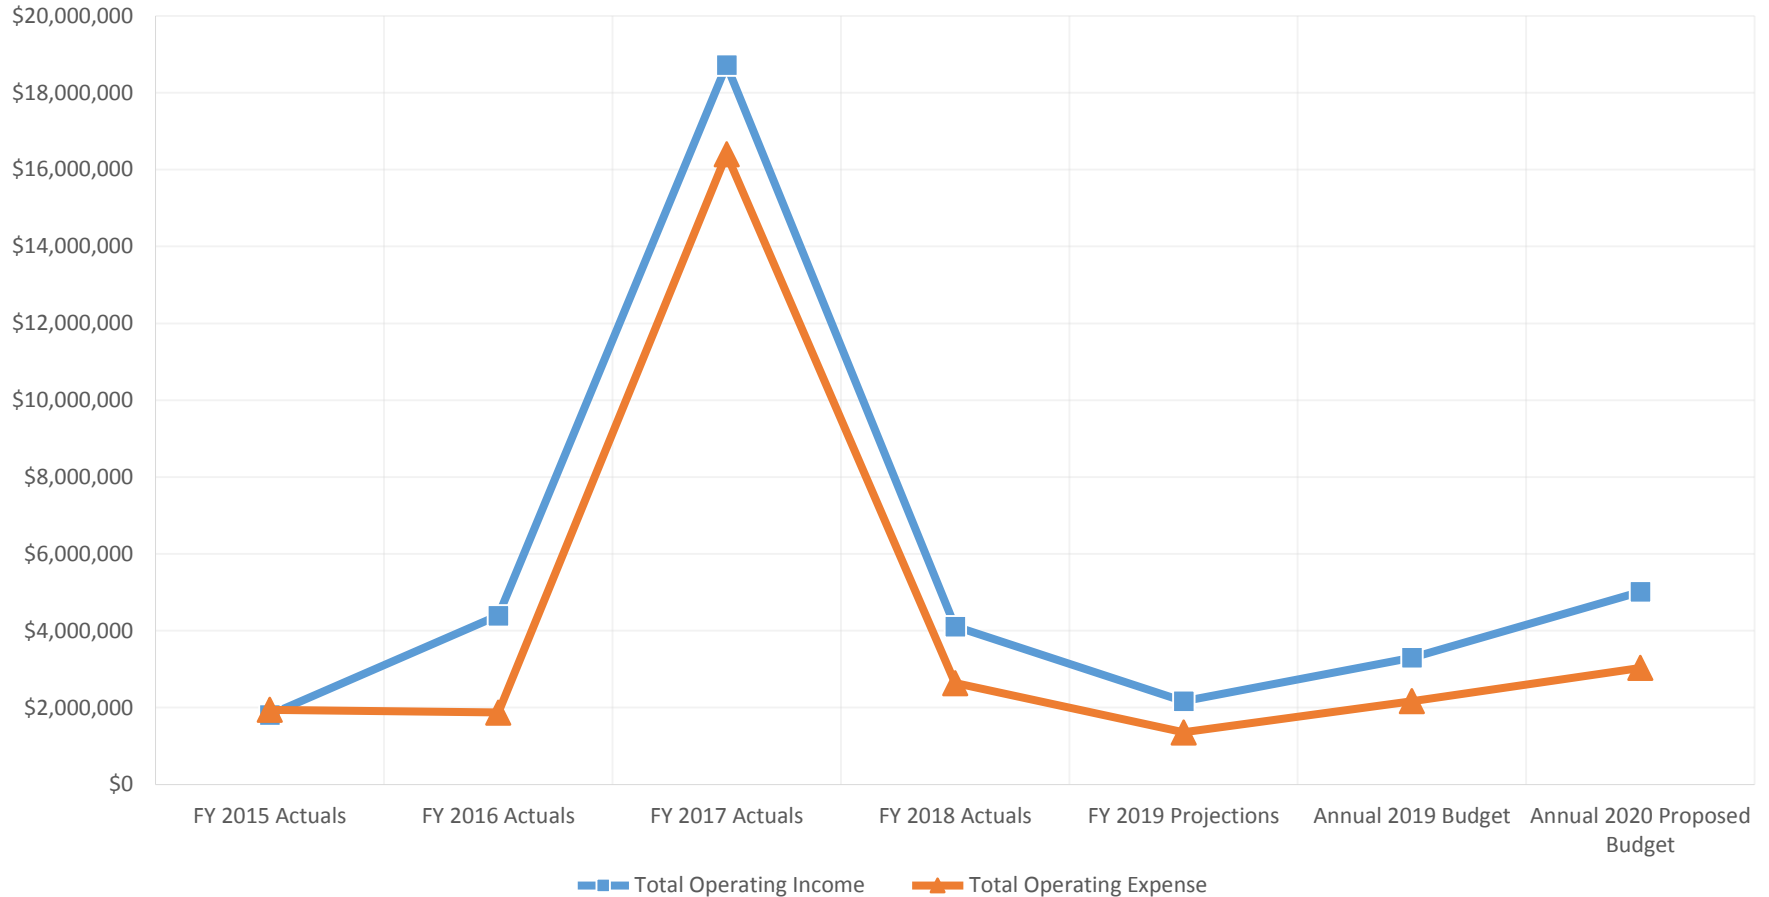 $20,000,000
$18,000,000
$16,000,000
$14,000,000
$12,000,000
$10,000,000
$8,000,000
$6,000,000
$4,000,000
$2,000,000
$0
FY 2015 Actuals
FY 2016 Actuals
FY 2017 Actuals
FY 2018 Actuals
FY 2019 Projections
Annual 2019 Budget
Annual 2020 Proposed
Budget
Total Operating Income
Total Operating Expense